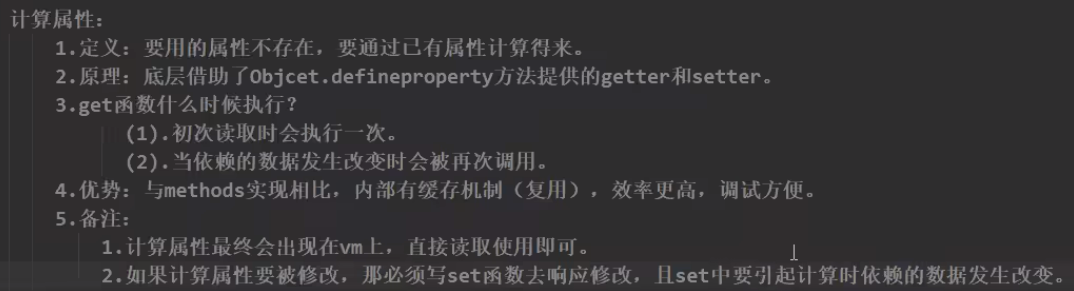 计算属性：
1.定义：要用的属性不存在，要通过已有属性计算得来。
2.原理：底层借助了Objcet.defineproperty方法提供的getter和setter。
3.get函数什么时候执行？
(1).初次读取时会执行一次。
(2).当依赖的数据发生改变时会被再次调用。
4.优势：与methods实现相比，内部有缓存机制（复用），效率更高，调试方便。
5.备注：
1.计算属性最终会出现在vm上，直接读取使用即可。
2.如果计算属性要被修改，那必须写set函数去响应修改，且set中要引起计算时依赖的数据发生改变。